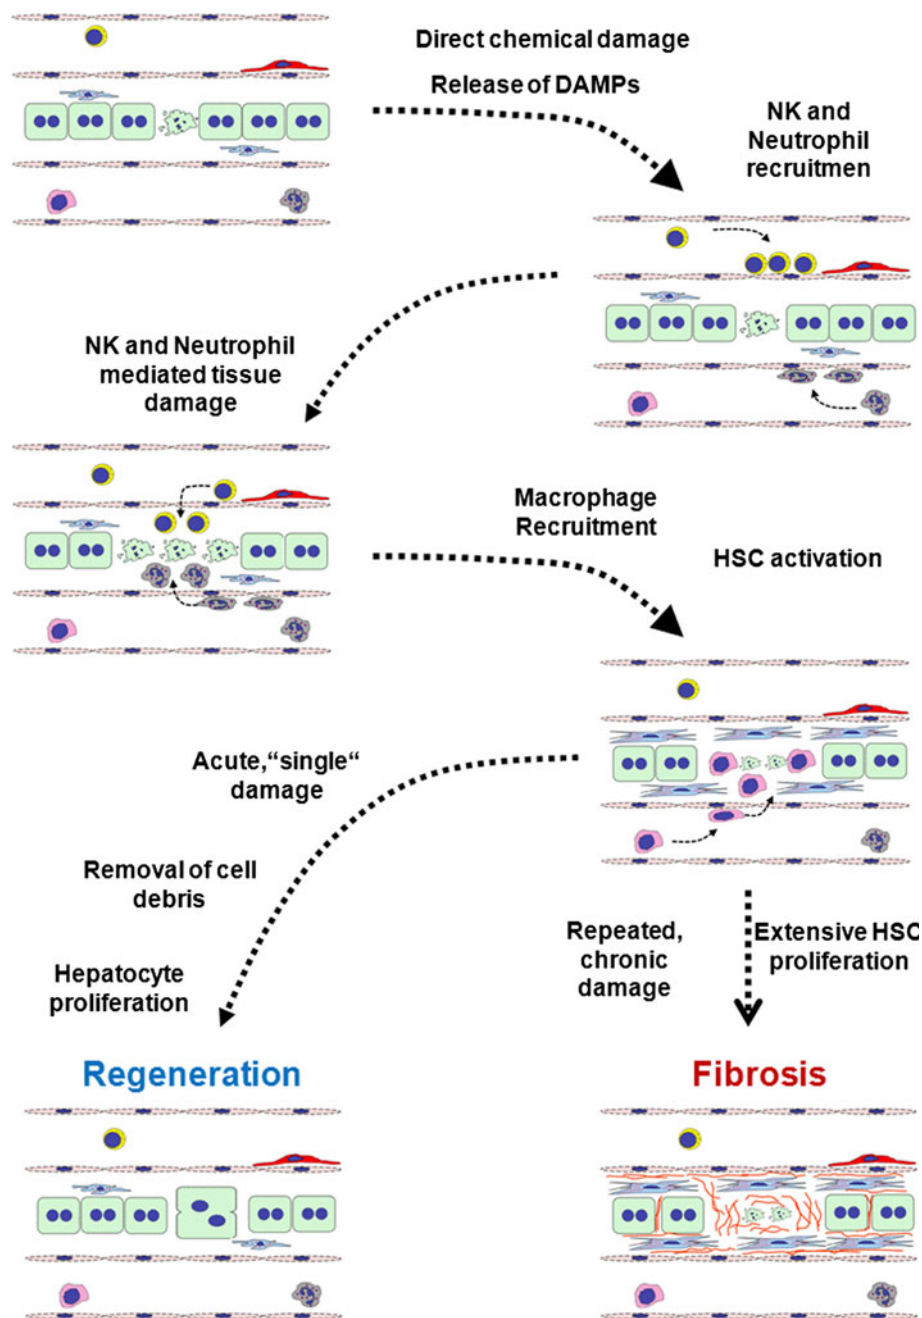 Direct chemical damage
Release of DAMPs
NK and
Neutrophil
recruitmen
NK and Neutrophil
mediated tissue
damage
Macrophage
Recruitment
HSC activation
Acute,“single“
damage
Removal of cell
debris
Hepatocyte
proliferation
Repeated,
chronic
damage
Extensive HSC
proliferation
Regeneration
Fibrosis